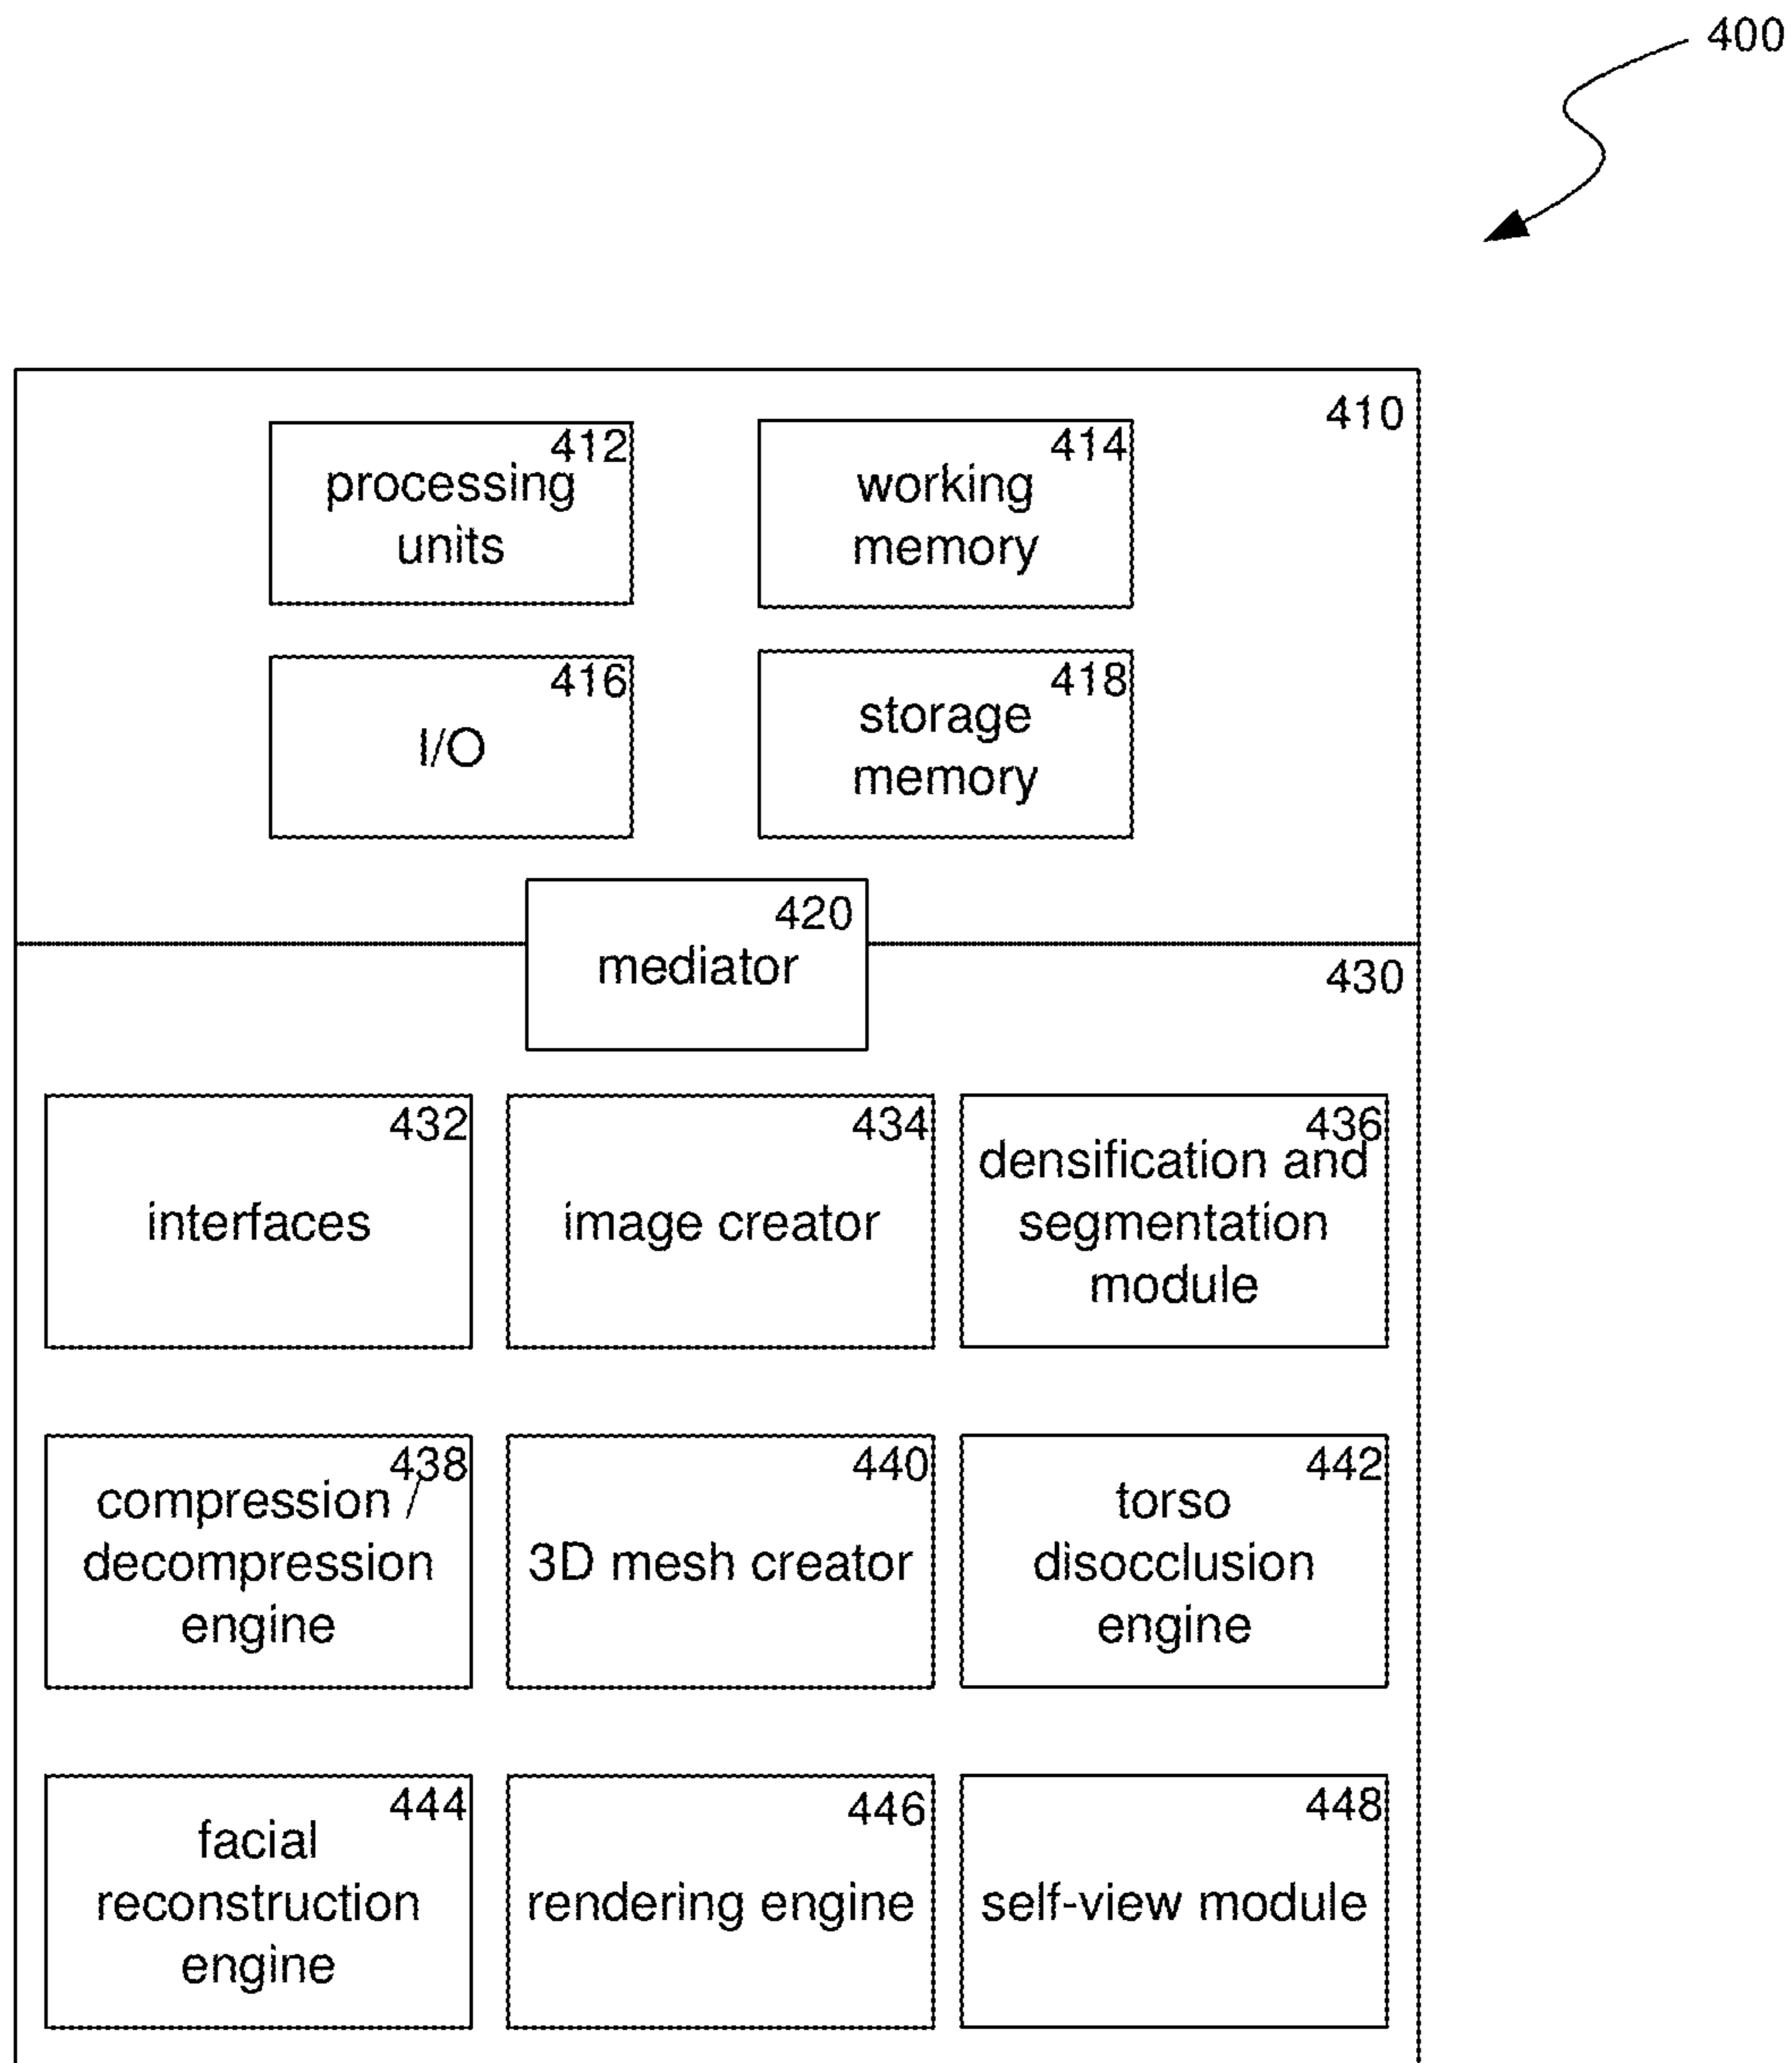 400
410
412
processing
units
414
working
memory
416
I/O
418
storage
memory
420
mediator
430
432
interfaces
434
image creator
436
densification and
segmentation
module
438
compression /
decompression
engine
440
3D mesh creator
442
torso
disocclusion
engine
444
facial
reconstruction
engine
446
rendering engine
448
self-view module